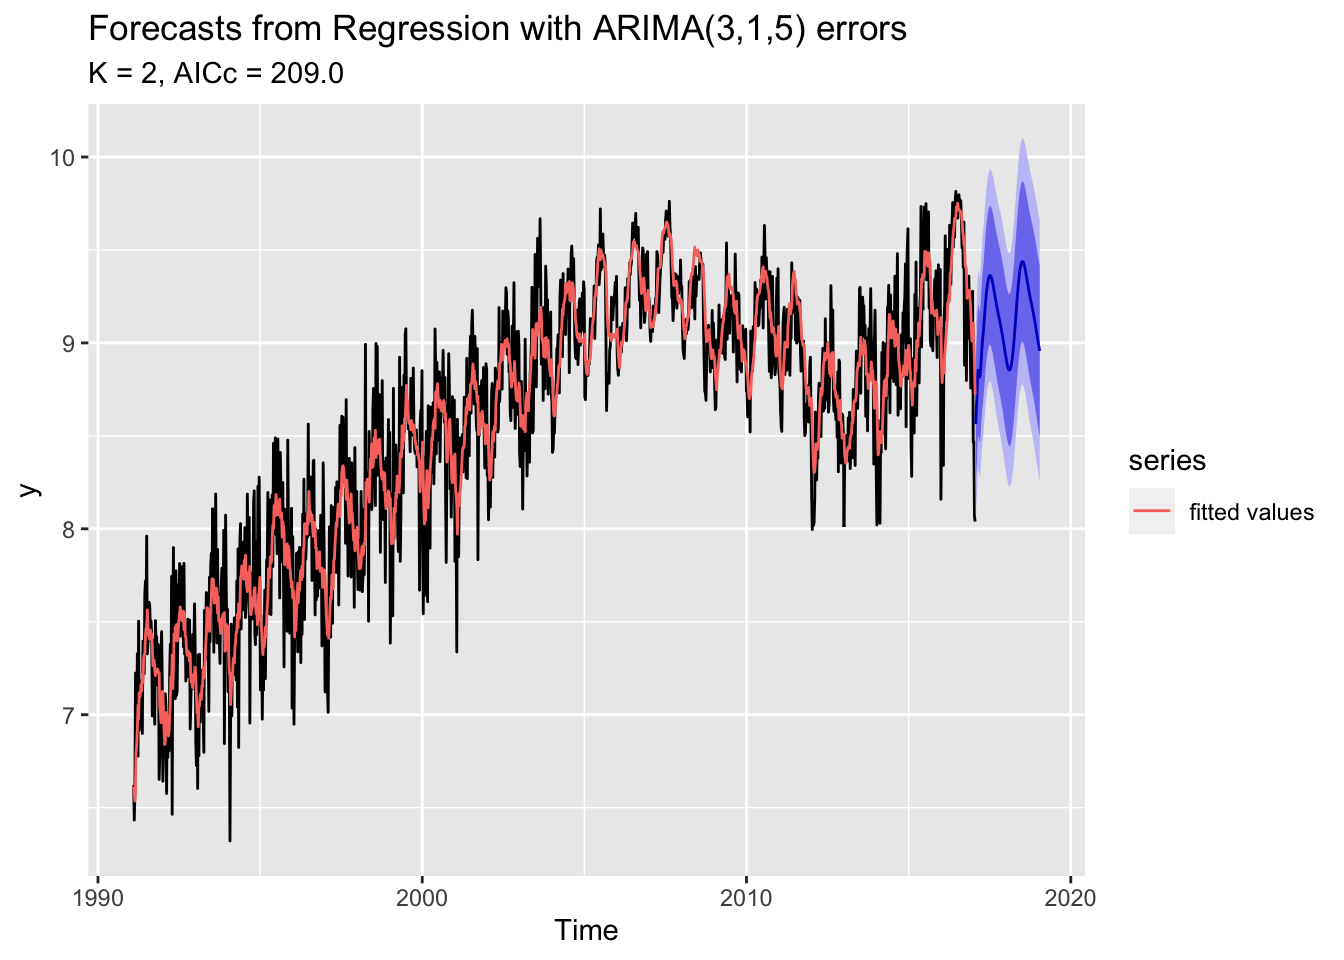 Forecasts from Regression with ARIMA(3,1,5) errors
K = 2, AICc = 209.0
10
9
8
7
y
1990
2000
2010
2020
Time
series
fitted values